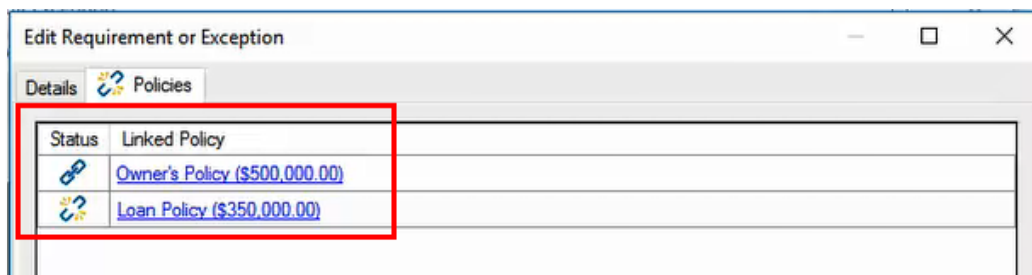 Edit Requirement or Exception
Details Policies
Status Linked Policy
Owner's Policy ($500,000.00)
Loan Policy ($350,000.00)